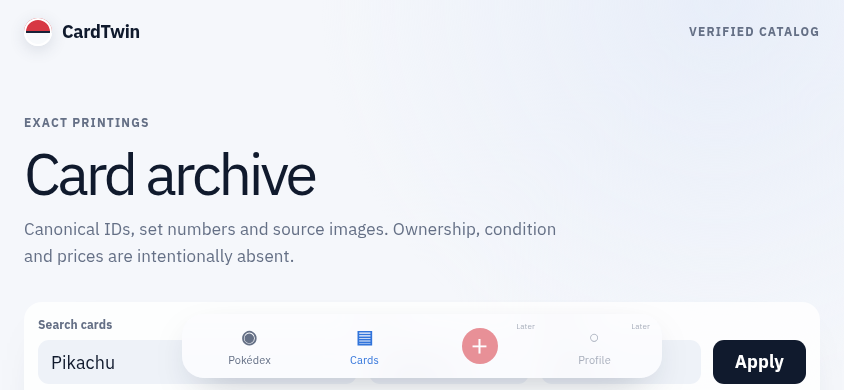 CardTwin
VERIFIED CATALOG
EXACT PRINTINGS
Card archive
Canonical IDs, set numbers and source images. Ownership, condition
and prices are intentionally absent.
Search cards
Pikachu
Apply
Pokédex
Cards
Later
Profile
Later